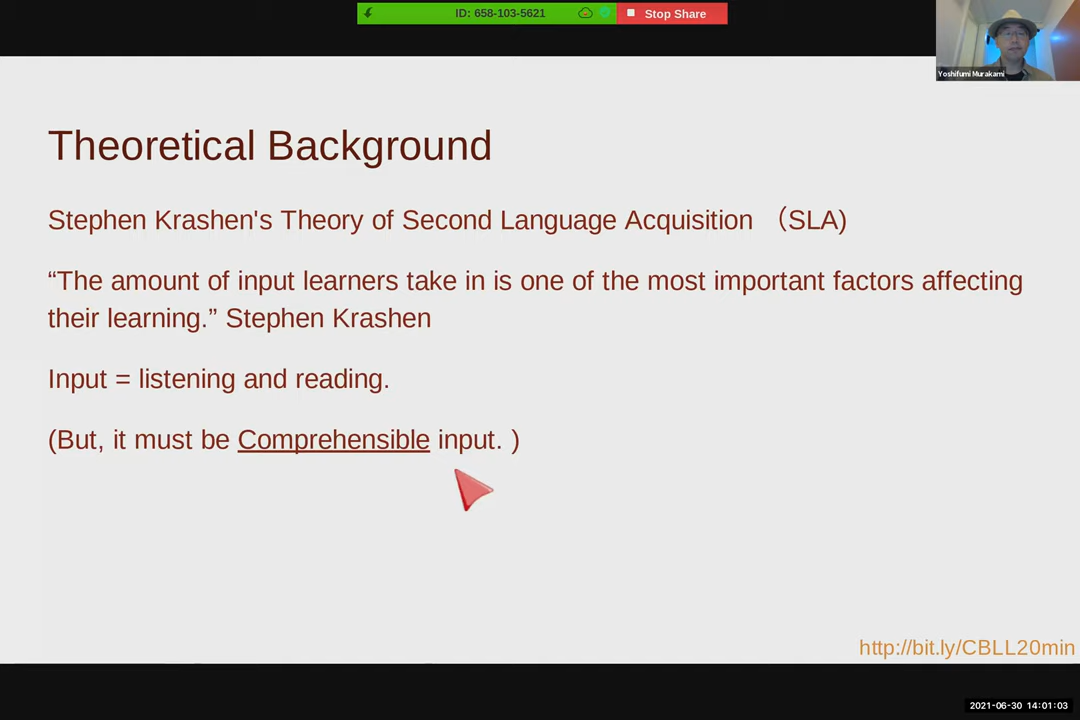 ID: 658-103-5621
Stop Share
Yoshifumi Murakami
Theoretical Background
Stephen Krashen's Theory of Second Language Acquisition （SLA)
“The amount of input learners take in is one of the most important factors affecting
their learning.” Stephen Krashen
Input = listening and reading.
(But, it must be Comprehensible input. )
http://bit.ly/CBLL20min
2021-06-30 14:01:03